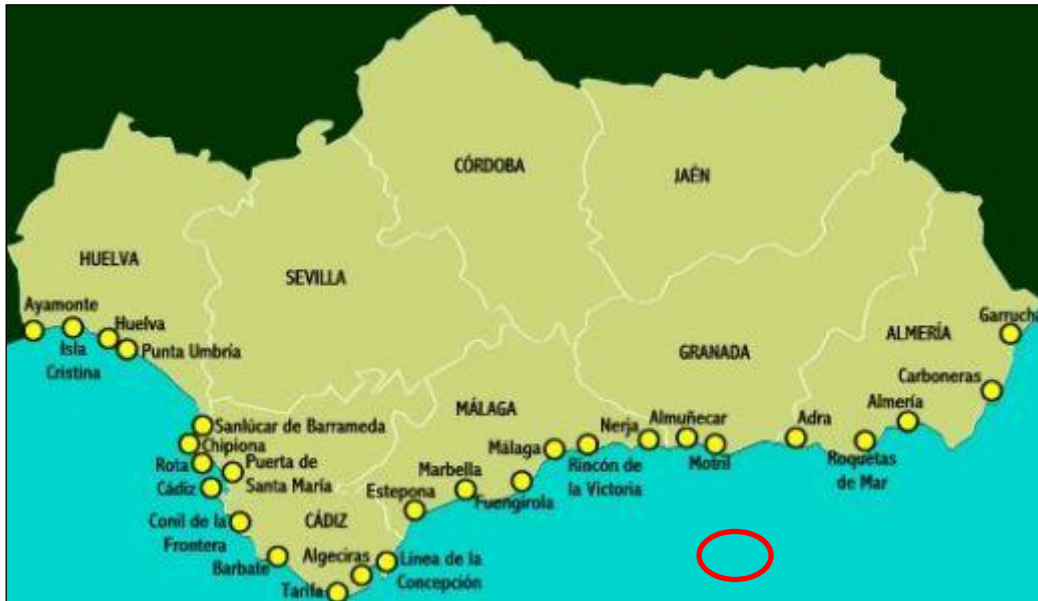 CÓRDOBA
JAÉN
HUELVA
SEVILLA
Ayamonte
Huelva
Isla
Cristina
Punta Umbría
GRANADA
ALMERÍA
Garrucha
Carboneras
MÁLAGA
Sanlúcar de Barrameda
Chipiona
Rota
Puerta de
Santa María
Cádiz
Conil de la
Frontera
CÁDIZ
Barbate
Algeciras
Tarifa
Línea de la
Concepción
Estepona
Marbella
Fuengirola
Málaga
Rincón de
la Victoria
Nerja
Almuñecar
Motril
Adra
Almería
Roquetas
de Mar